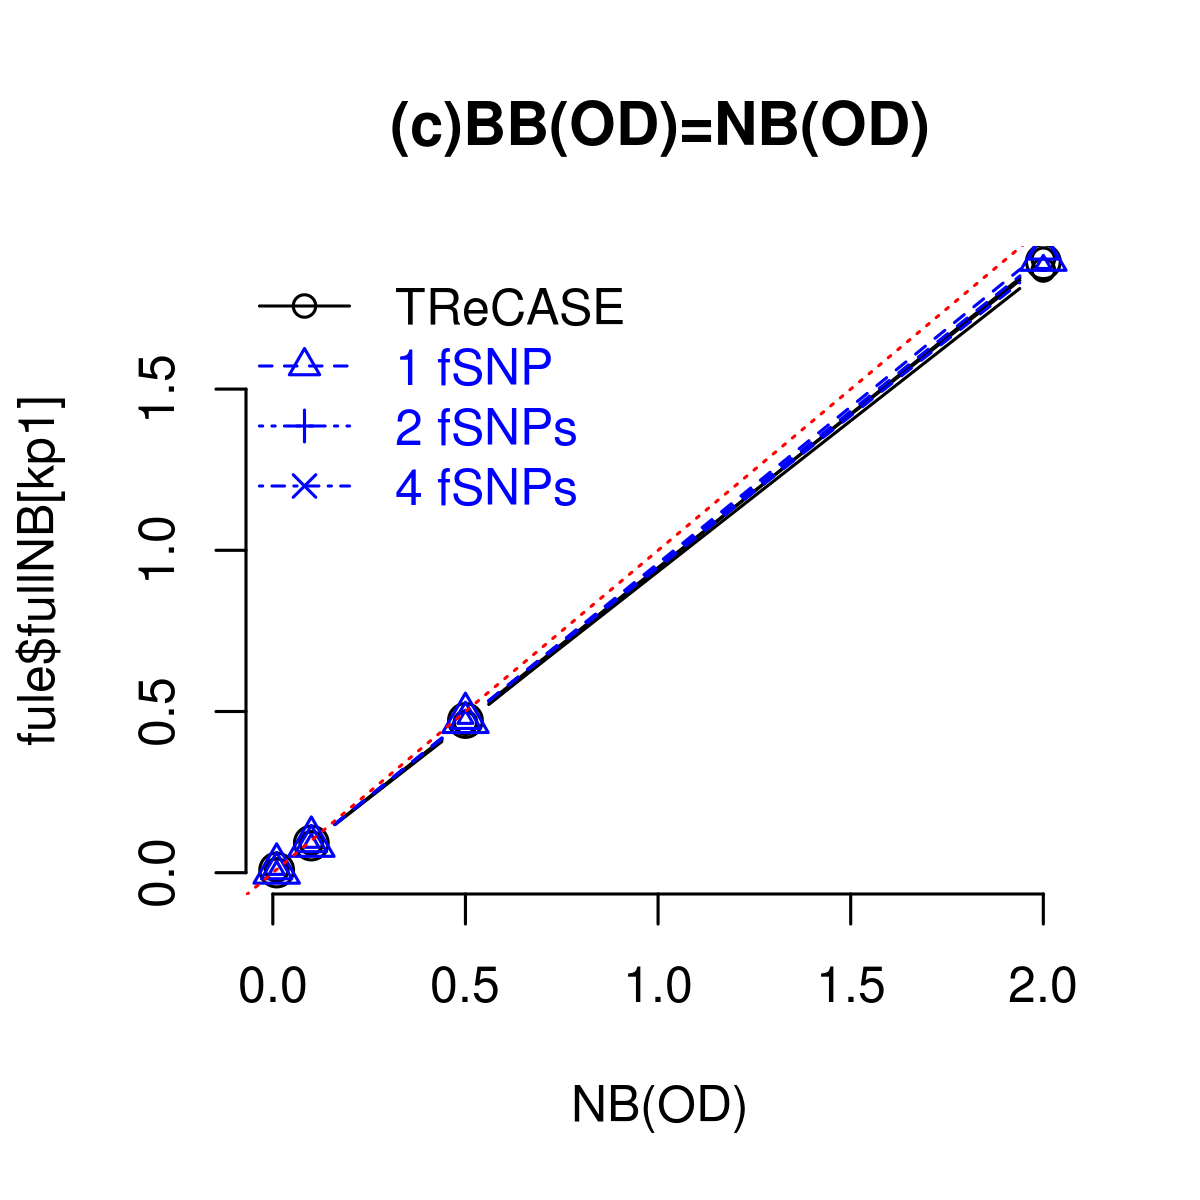 (c)BB(OD)=NB(OD)
TReCASE
1 fSNP
2 fSNPs
4 fSNPs
fule$fullNB[kp1]
1.5
1.0
0.5
0.0
0.0 0.5 1.0 1.5 2.0
NB(OD)